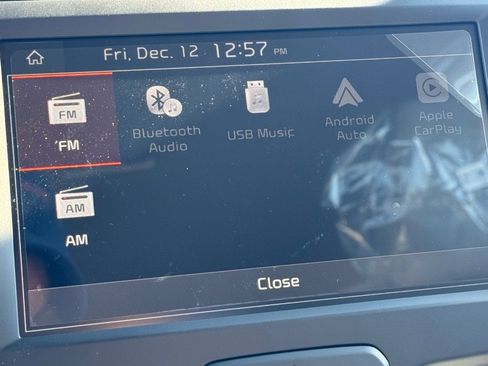 Fri, Dec. 12 12:57 PM
FM
FM
Bluetooth
Audio
USB Music
Android
Auto
Apple
CarPlay
AM
AM
Close